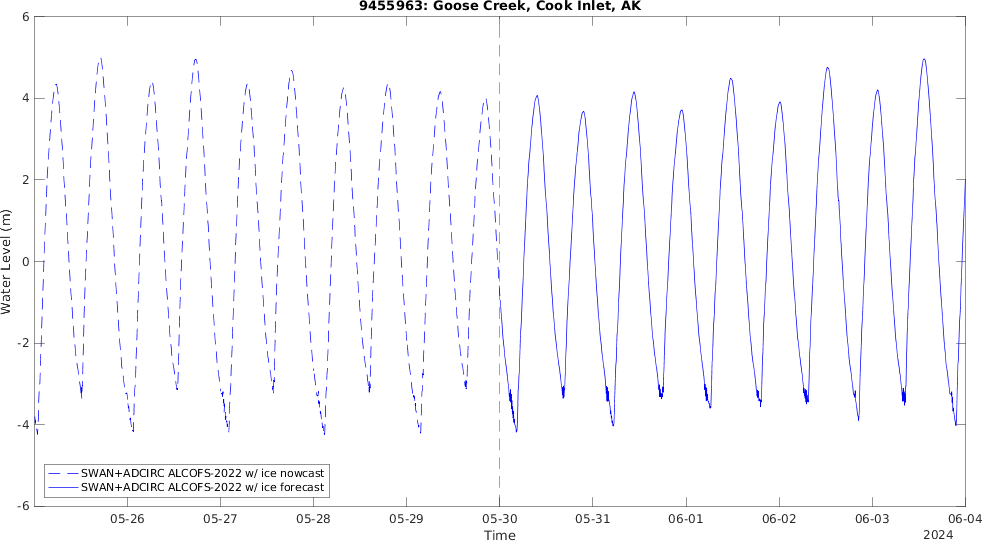 9455963: Goose Creek, Cook Inlet, AK
6
4
2
0
-2
-4
-6
Water Level (m)
SWAN+ADCIRC ALCOFS-2022 w/ ice nowcast
SWAN+ADCIRC ALCOFS-2022 w/ ice forecast
05-26 05-27 05-28 05-29 05-30 05-31 06-01 06-02 06-03 06-04
Time
2024